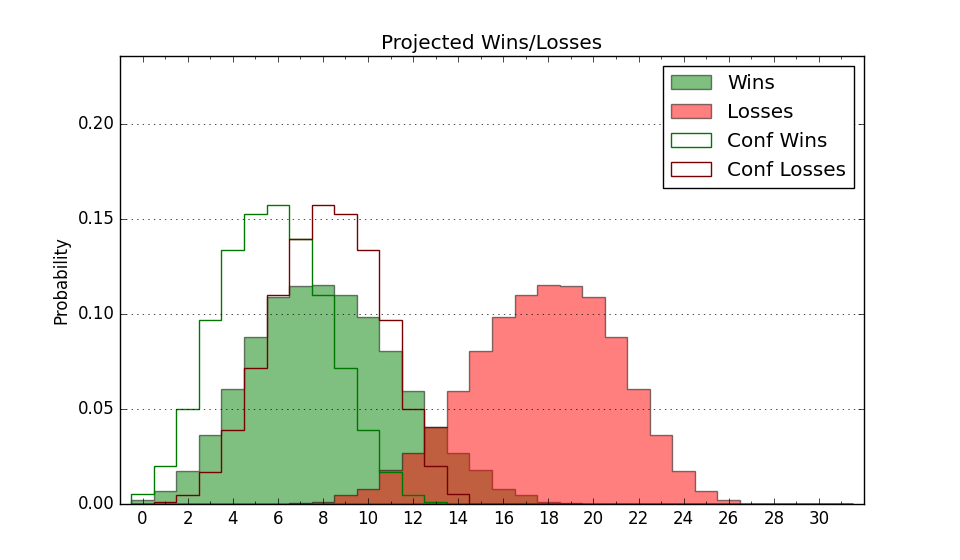 Projected Wins/Losses
Wins
Losses
Conf Wins
Conf Losses
Probability
0.20
0.15
0.10
0.05
0.00
0 2 4 6 8 10 12 14 16 18 20 22 24 26 28 30